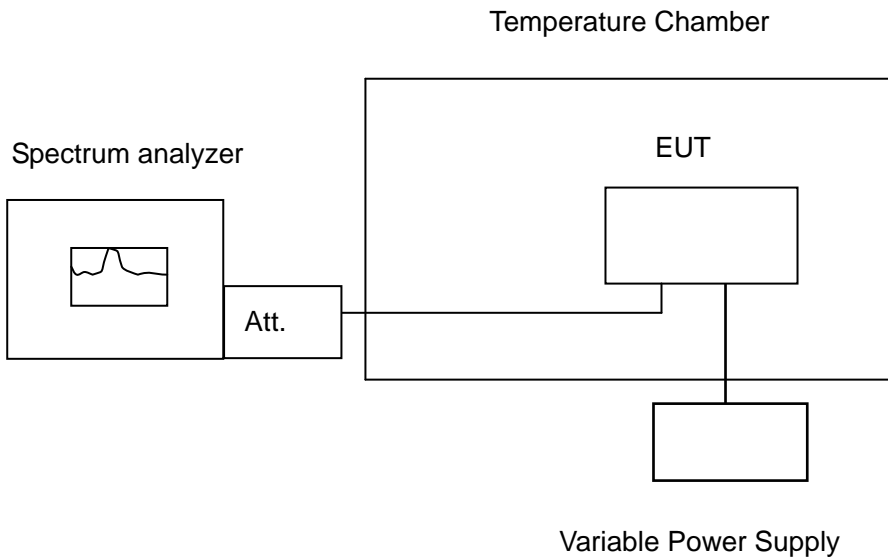 Temperature Chamber
Spectrum analyzer
EUT
Att.
Variable Power Supply